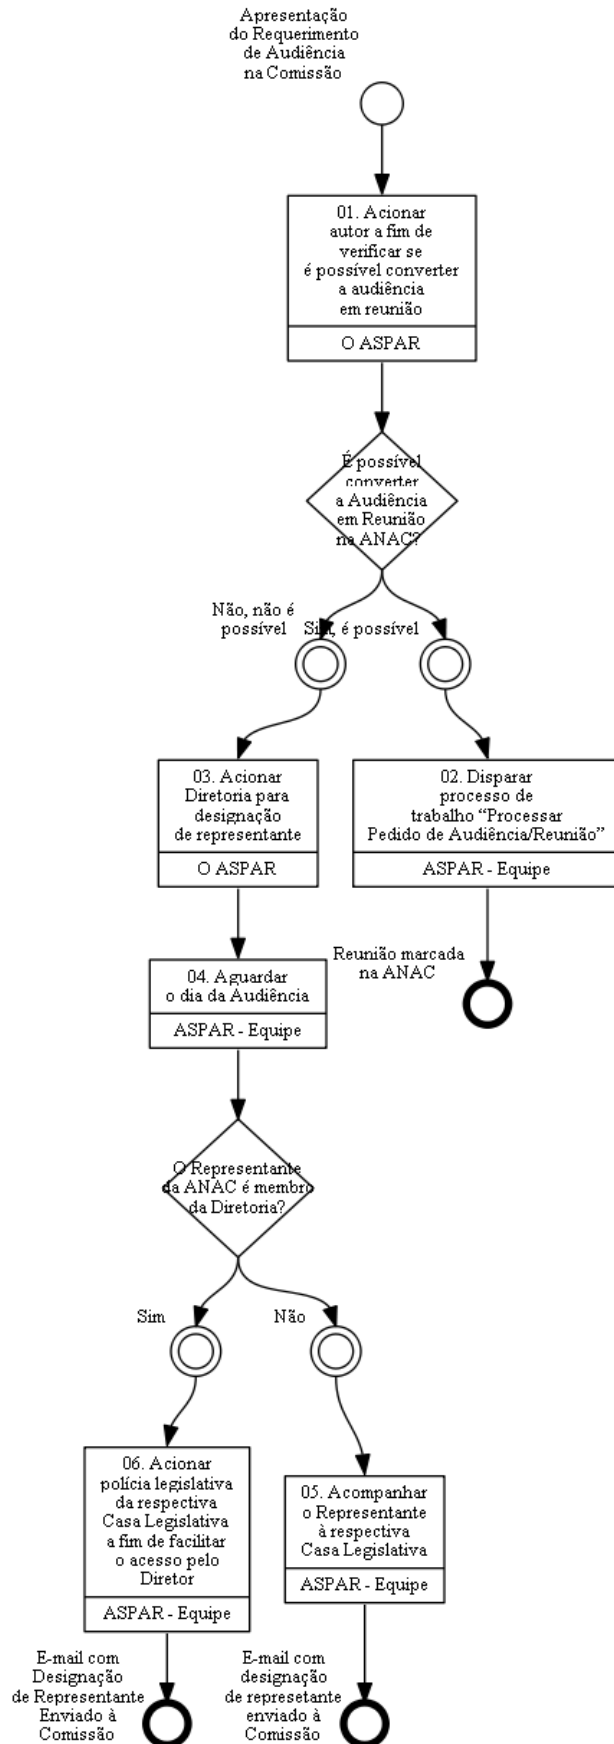 Apresentação
do Requerimento
de Audiência
na Comissão
01. Acionar
autor a fim de
verificar se
é possível converter
a audiência
em reunião
O ASPAR
É possível
converter
a Audiência
em Reunião
na ANAC?
Não, não é
possível
Sim, é possível
03. Acionar
Diretoria para
designação
de representante
O ASPAR
02. Disparar
processo de
trabalho “Processar
Pedido de Audiência/Reunião”
ASPAR - Equipe
Reunião marcada
na ANAC
04. Aguardar
o dia da Audiência
ASPAR - Equipe
O Representante
da ANAC é membro
da Diretoria?
Sim
Não
06. Acionar
polícia legislativa
da respectiva
Casa Legislativa
a fim de facilitar
o acesso pelo
Diretor
ASPAR - Equipe
05. Acompanhar
o Representante
à respectiva
Casa Legislativa
ASPAR - Equipe
E-mail com
Designação
de Representante
Enviado à
Comissão
E-mail com
designação
de represetante
enviado à
Comissão